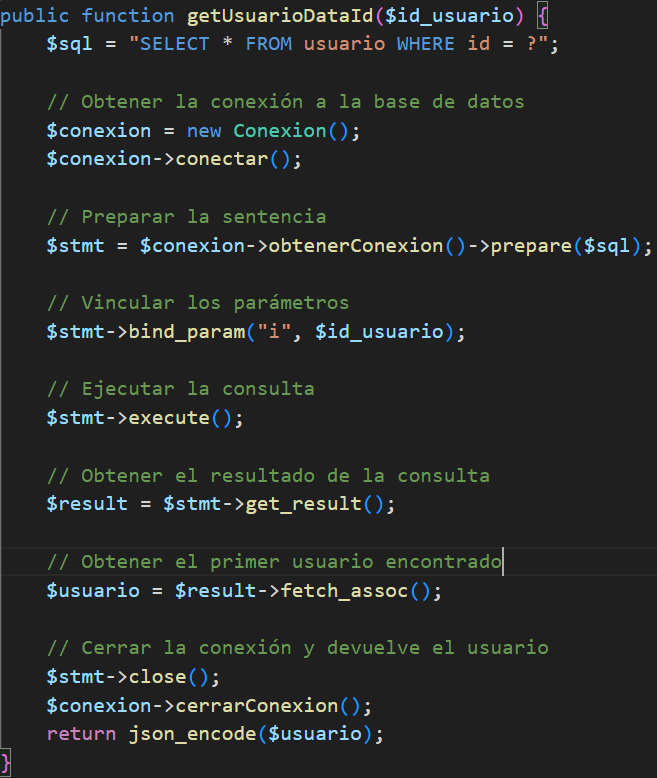 public function getUsuarioDataId($id_usuario) {
$sql = "SELECT * FROM usuario WHERE id = ?";
// Obtener la conexión a la base de datos
$conexion = new Conexion();
$conexion->conectar();
// Preparar la sentencia
$stmt = $conexion->obtenerConexion()->prepare($sql);
// Vincular los parámetros
$stmt->bind_param("i", $id_usuario);
// Ejecutar la consulta
$stmt->execute();
// Obtener el resultado de la consulta
$result = $stmt->get_result();
// Obtener el primer usuario encontrado
$usuario = $result->fetch_assoc();
// Cerrar la conexión y devuelve el usuario
$stmt->close();
$conexion->cerrarConexion();
return json_encode($usuario);
}